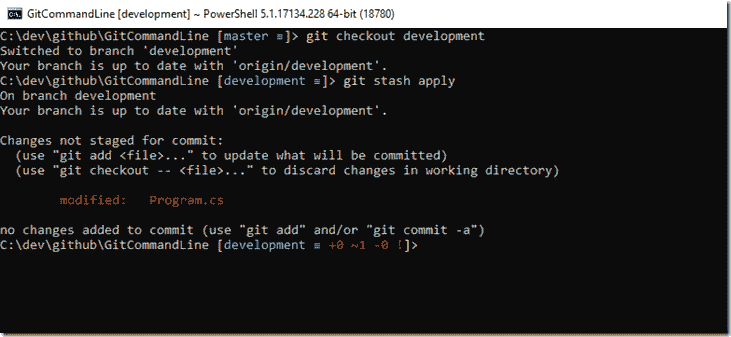 GitCommandLine [development] ~ PowerShell 5.1.17134.228 64-bit (18780)
C:\dev\github\GitCommandLine [master ≡]> git checkout development
Switched to branch 'development'
Your branch is up to date with 'origin/development'.
C:\dev\github\GitCommandLine [development ≡]> git stash apply
On branch development
Your branch is up to date with 'origin/development'.
Changes not staged for commit:
  (use "git add <file>..." to update what will be committed)
  (use "git checkout -- <file>..." to discard changes in working directory)
        modified:   Program.cs
no changes added to commit (use "git add" and/or "git commit -a")
C:\dev\github\GitCommandLine [development ≡ +0 ~1 -0 !]>